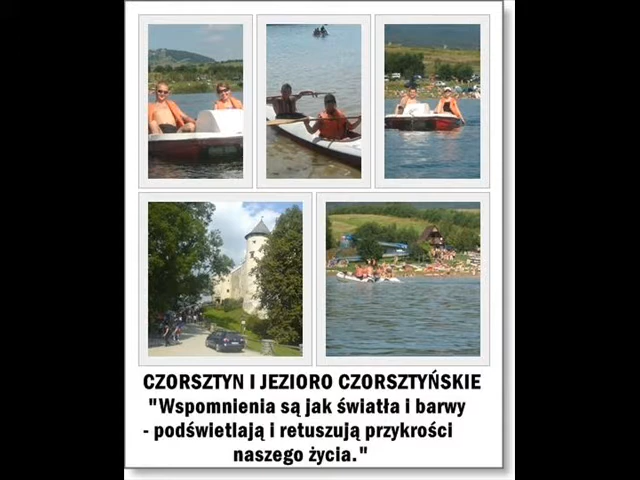 CZORSZTYN I JEZIORO CZORSZTYŃSKIE
"Wspomnienia są jak światła i barwy
- podświetlają i retuszują przykrości
naszego życia."